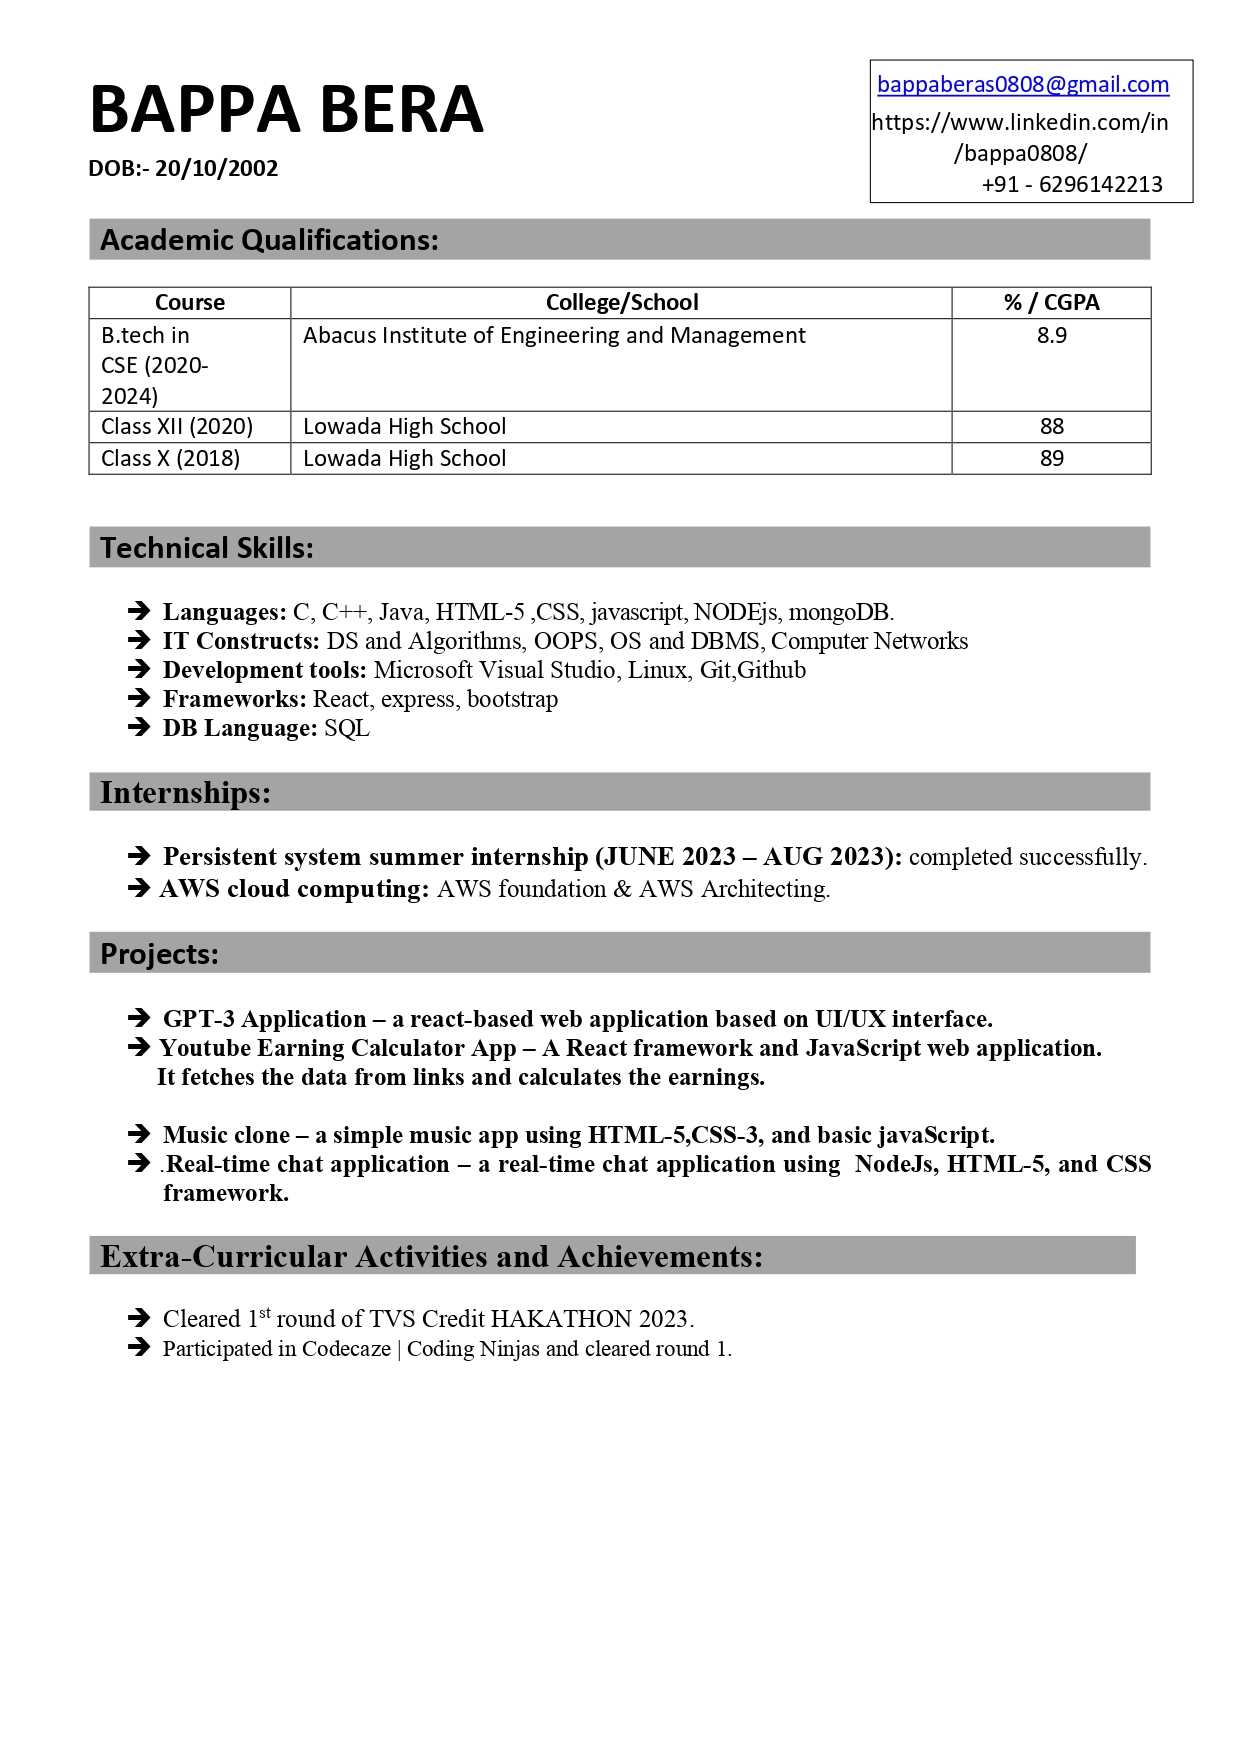 BAPPA BERA
DOB:- 20/10/2002
bappaberas0808@gmail.com
https://www.linkedin.com/in
/bappa0808/
+91 - 6296142213
Academic Qualifications:
Course College/School % / CGPA
B.tech in Abacus Institute of Engineering and Management 8.9
CSE (2020-
2024)
Class XII (2020) Lowada High School 88
Class X (2018) Lowada High School 89
Technical Skills:
➔ Languages: C, C++, Java, HTML-5 ,CSS, javascript, NODEjs, mongoDB.
➔ IT Constructs: DS and Algorithms, OOPS, OS and DBMS, Computer Networks
➔ Development tools: Microsoft Visual Studio, Linux, Git,Github
➔ Frameworks: React, express, bootstrap
➔ DB Language: SQL
Internships:
➔ Persistent system summer internship (JUNE 2023 – AUG 2023): completed successfully.
➔ AWS cloud computing: AWS foundation & AWS Architecting.
Projects:
➔ GPT-3 Application – a react-based web application based on UI/UX interface.
➔ Youtube Earning Calculator App – A React framework and JavaScript web application.
It fetches the data from links and calculates the earnings.
➔ Music clone – a simple music app using HTML-5,CSS-3, and basic javaScript.
➔ .Real-time chat application – a real-time chat application using NodeJs, HTML-5, and CSS
framework.
Extra-Curricular Activities and Achievements:
➔ Cleared 1st round of TVS Credit HAKATHON 2023.
➔ Participated in Codecaze | Coding Ninjas and cleared round 1.